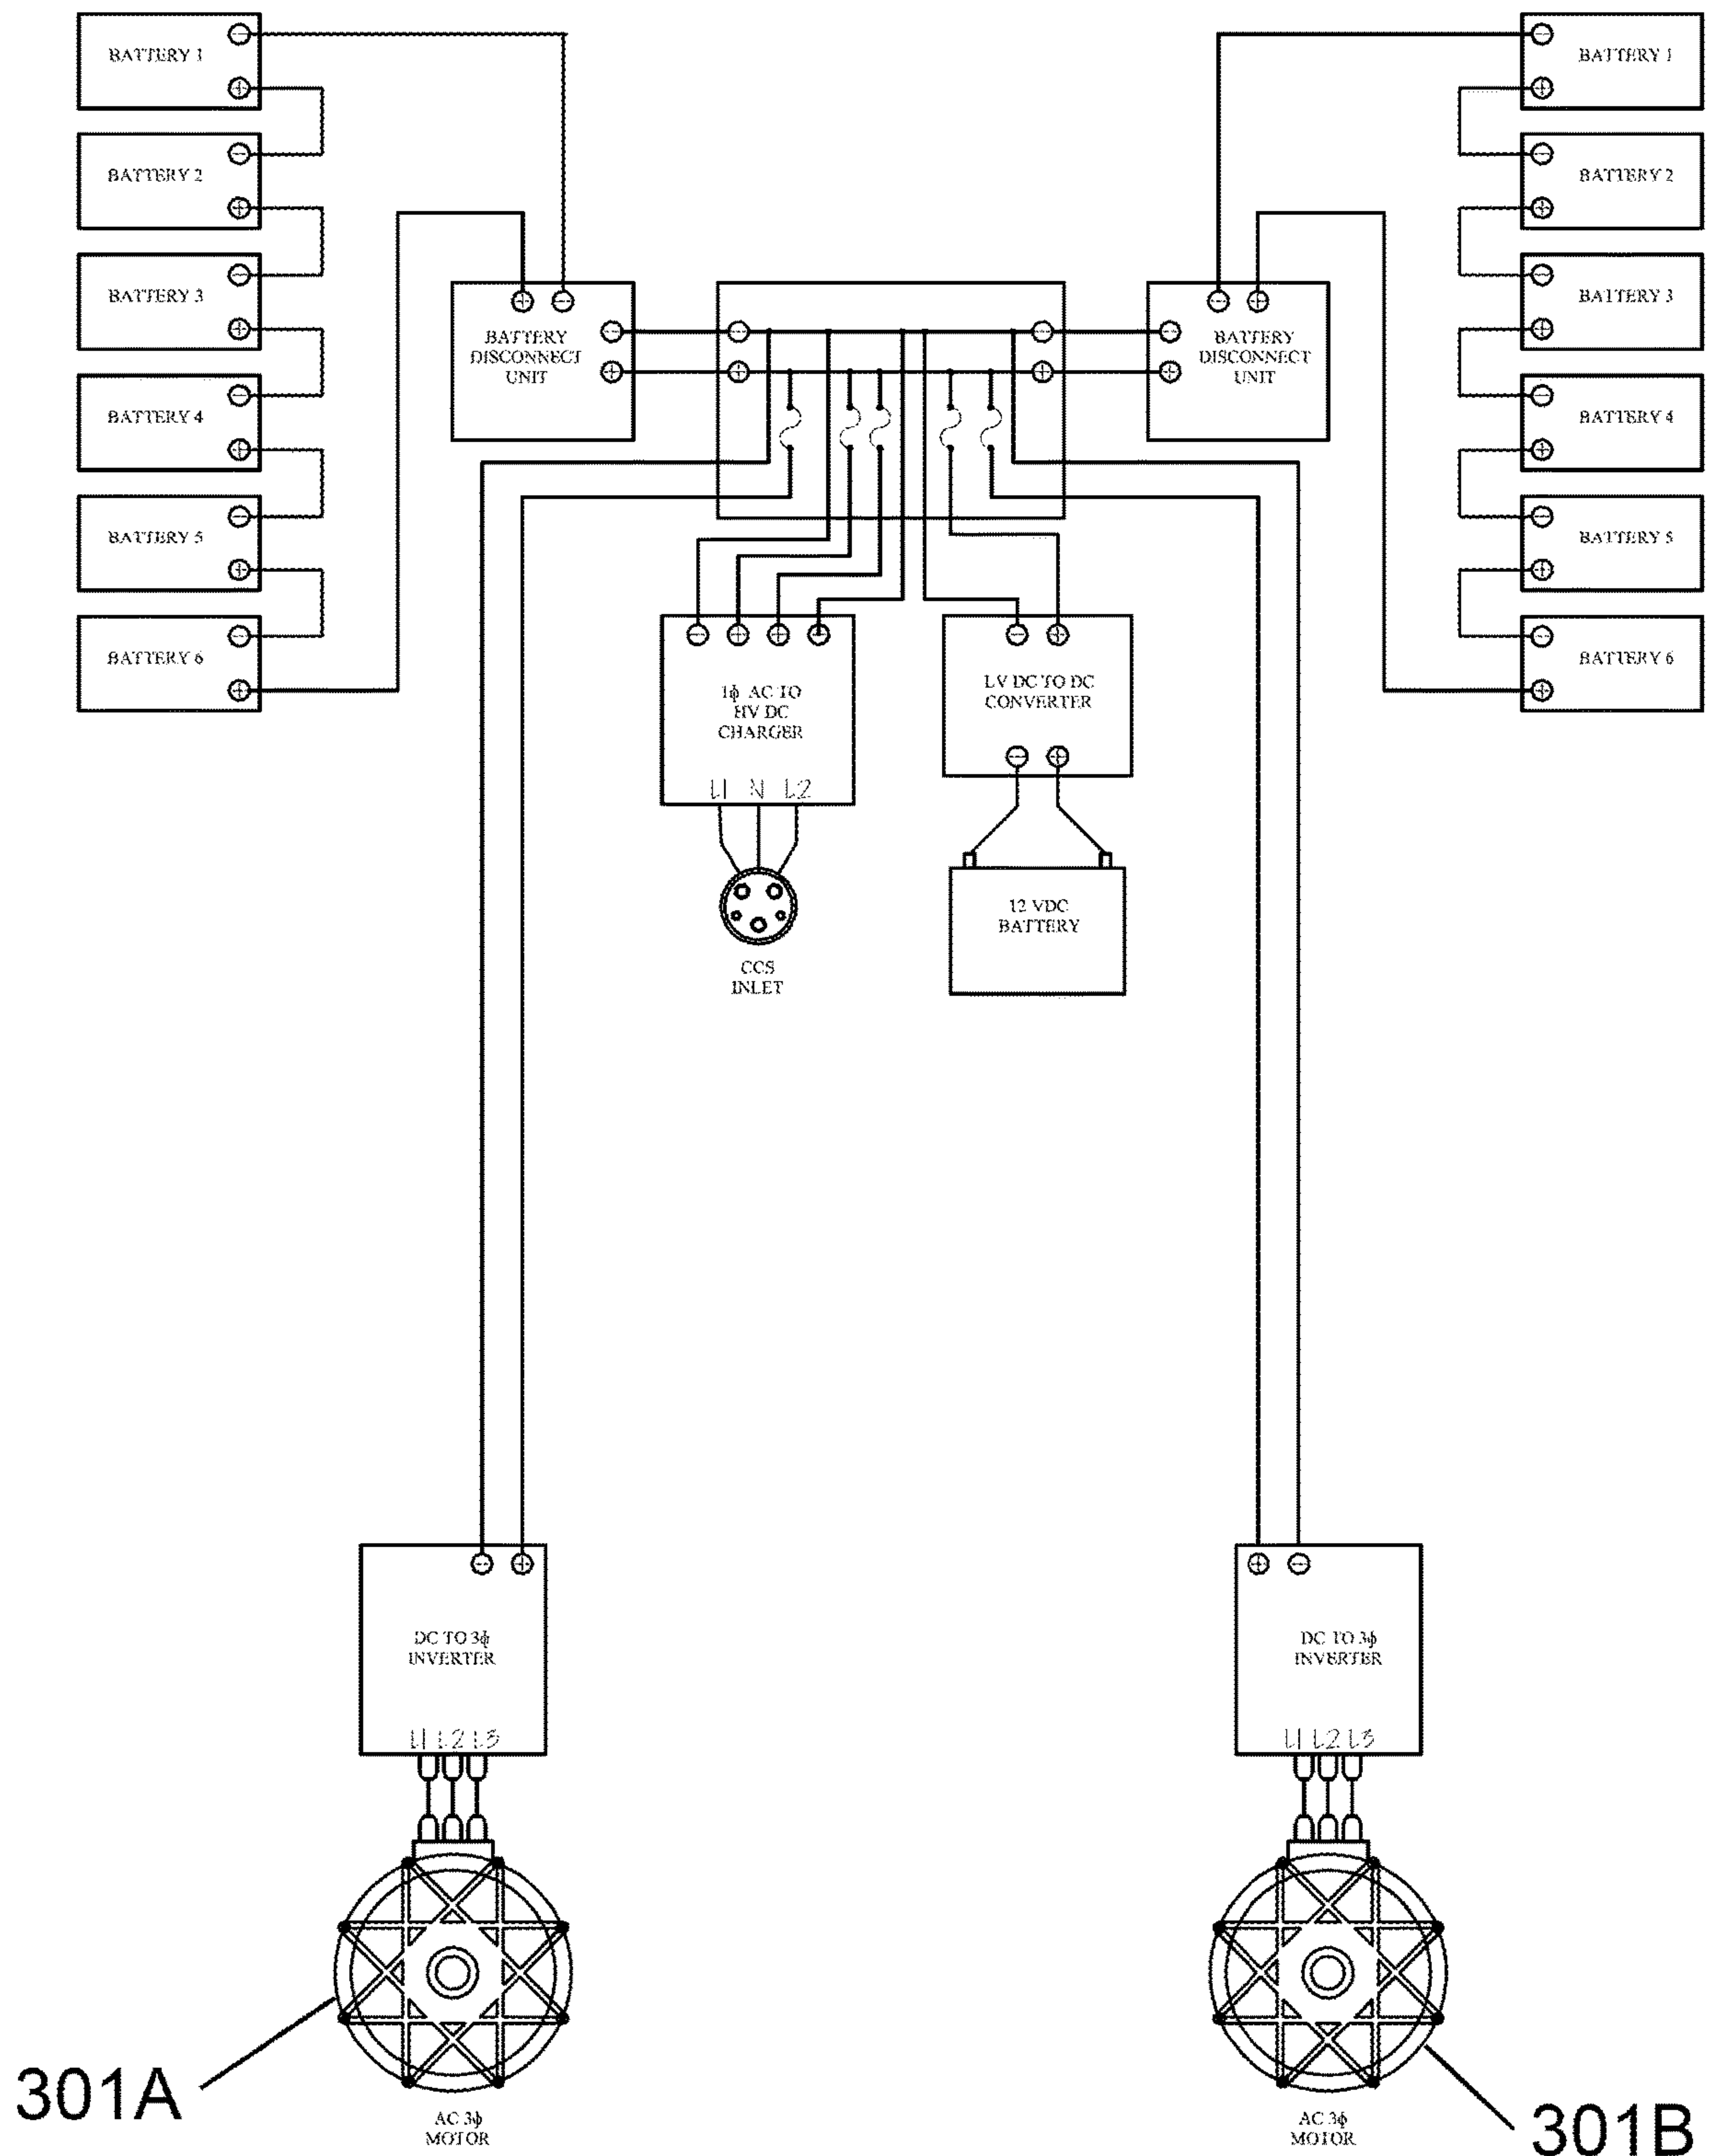 BATTERY 1
BATTERY 2
BATTERY 3
BATTERY 4
BATTERY 5
BATTERY 6
BATTERY
DISCONNECT
UNIT
BATTERY
DISCONNECT
UNIT
BATTERY 1
BATTERY 2
BATTERY 3
BATTERY 4
BATTERY 5
BATTERY 6
1ϕ AC TO
HV DC
CHARGER
L1 N L2
CCS
INLET
LV DC TO DC
CONVERTER
12 VDC
BATTERY
DC TO 3ϕ
INVERTER
L1 L2 L3
AC 3ϕ
MOTOR
301A
DC TO 3ϕ
INVERTER
L1 L2 L3
AC 3ϕ
MOTOR
301B